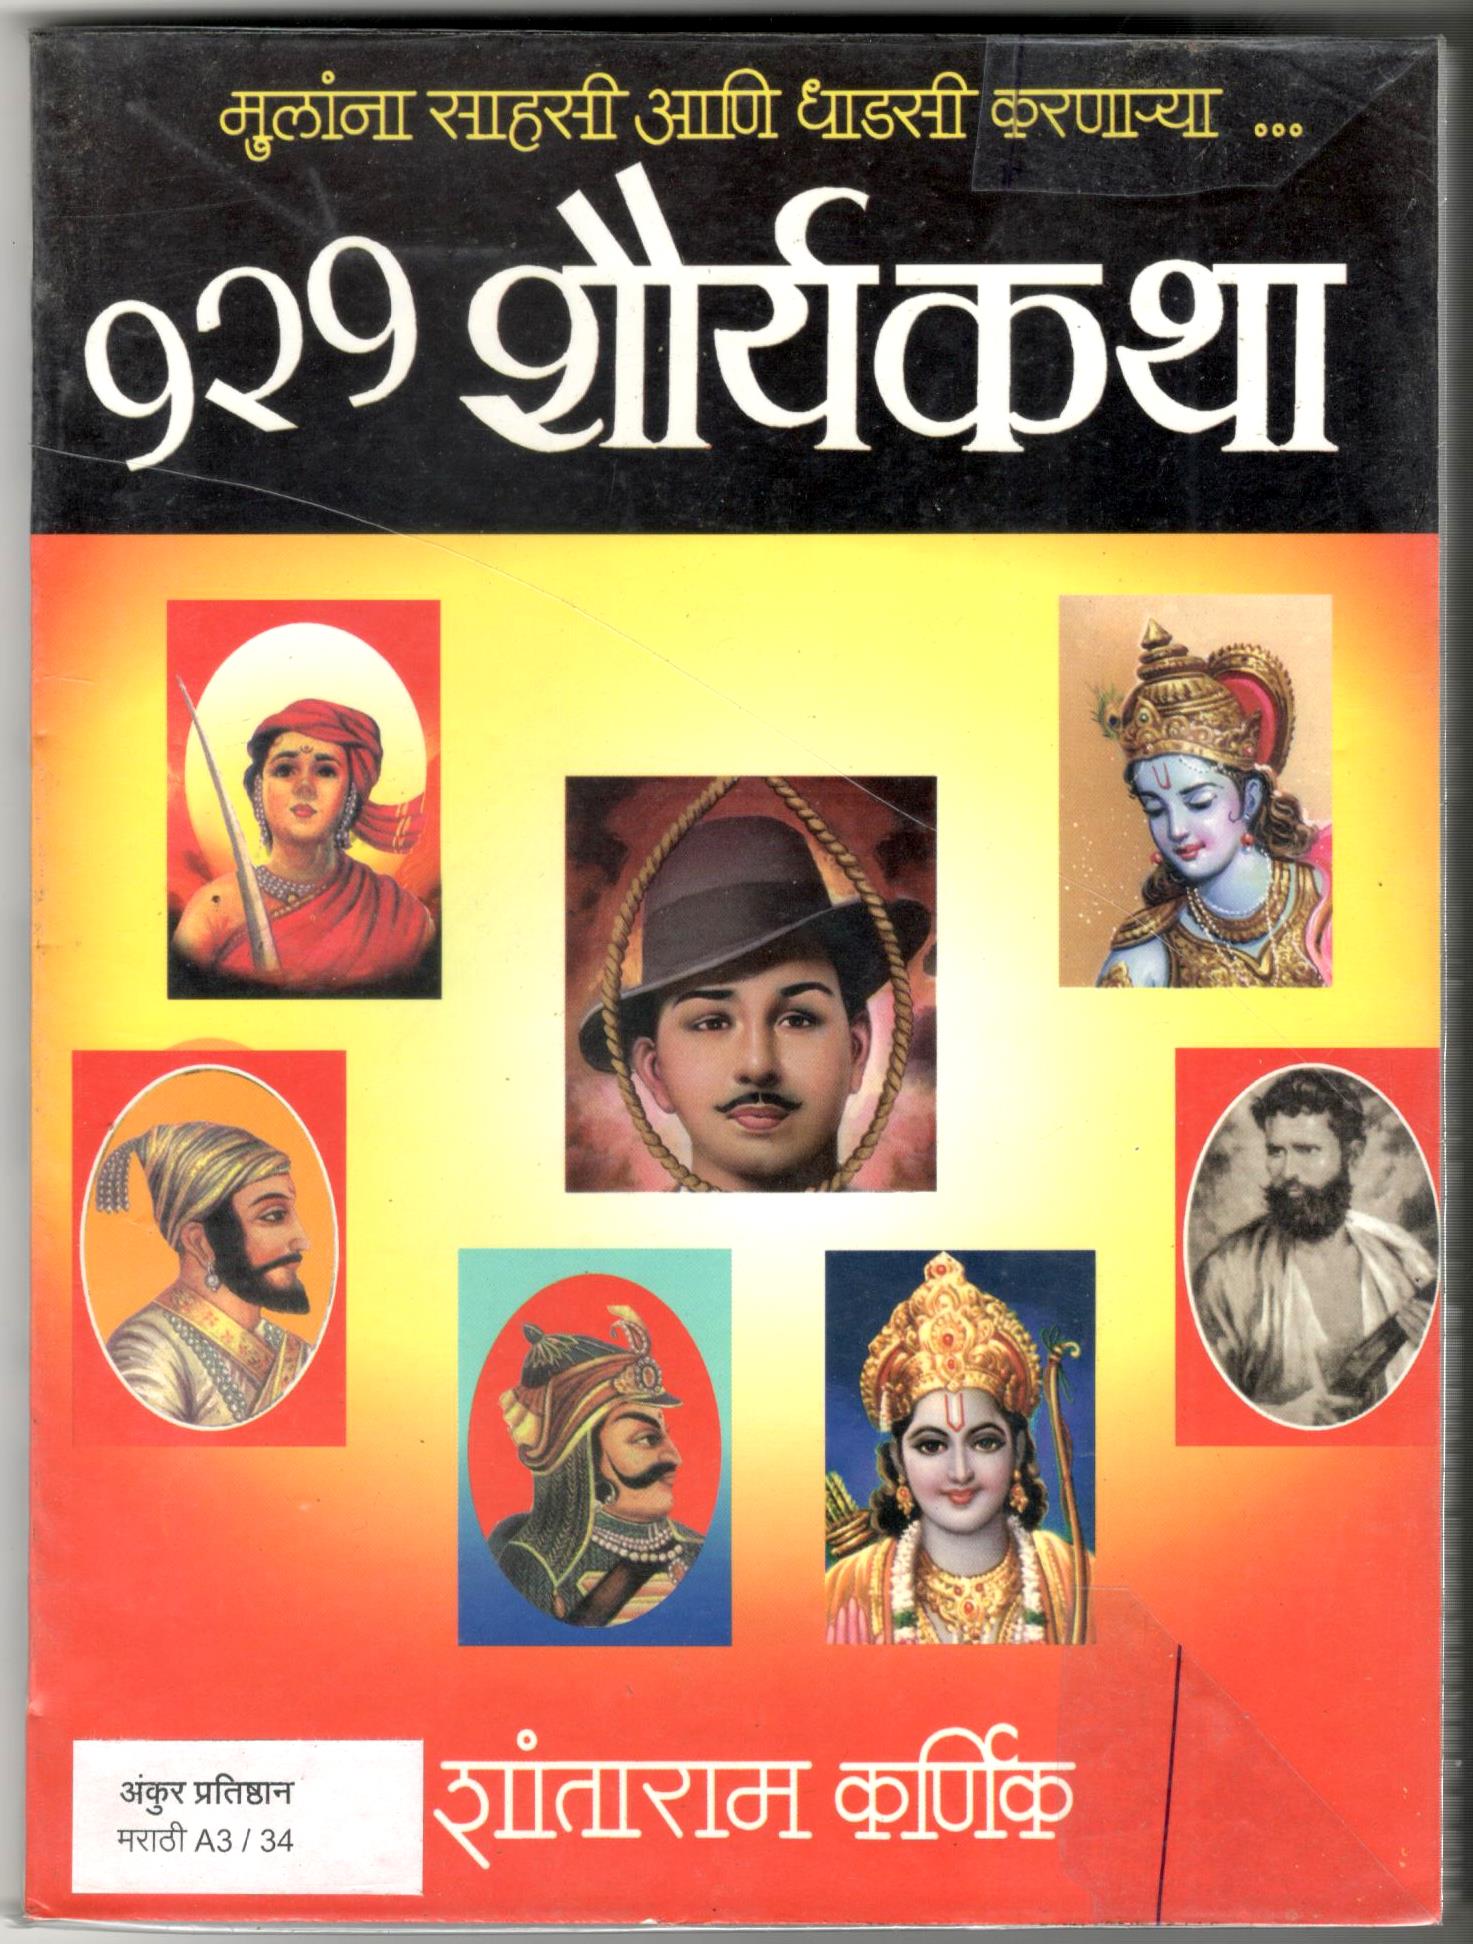 मुलांना साहसी आणि धाडसी करणाऱ्या ...
१२१ शौर्यकथा
शांताराम कर्णिक
अंकुर प्रतिष्ठान
मराठी A3 / 34